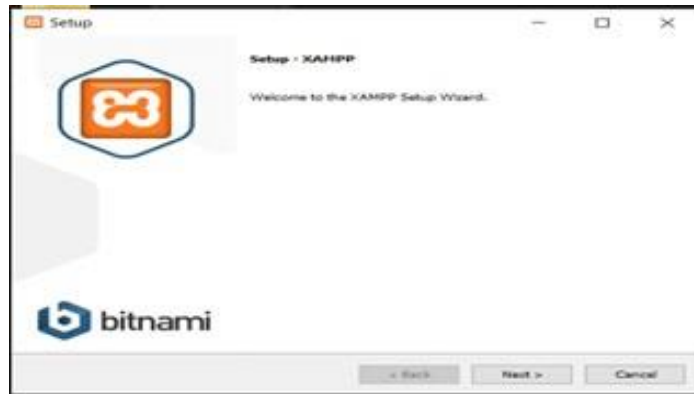 Setup
Setup - XAMPP
Welcome to the XAMPP Setup Wizard.
bitnami
< Back
Next >
Cancel